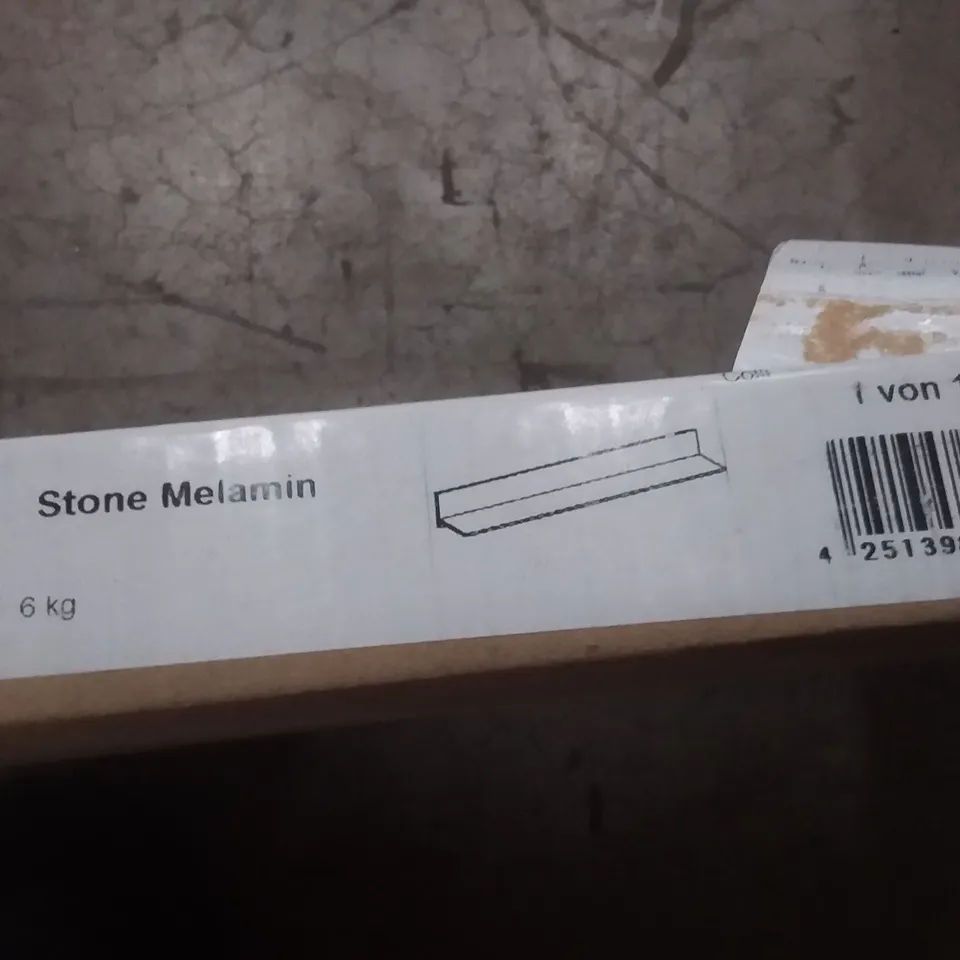 1 von
Stone Melamin
6 kg
4 25139